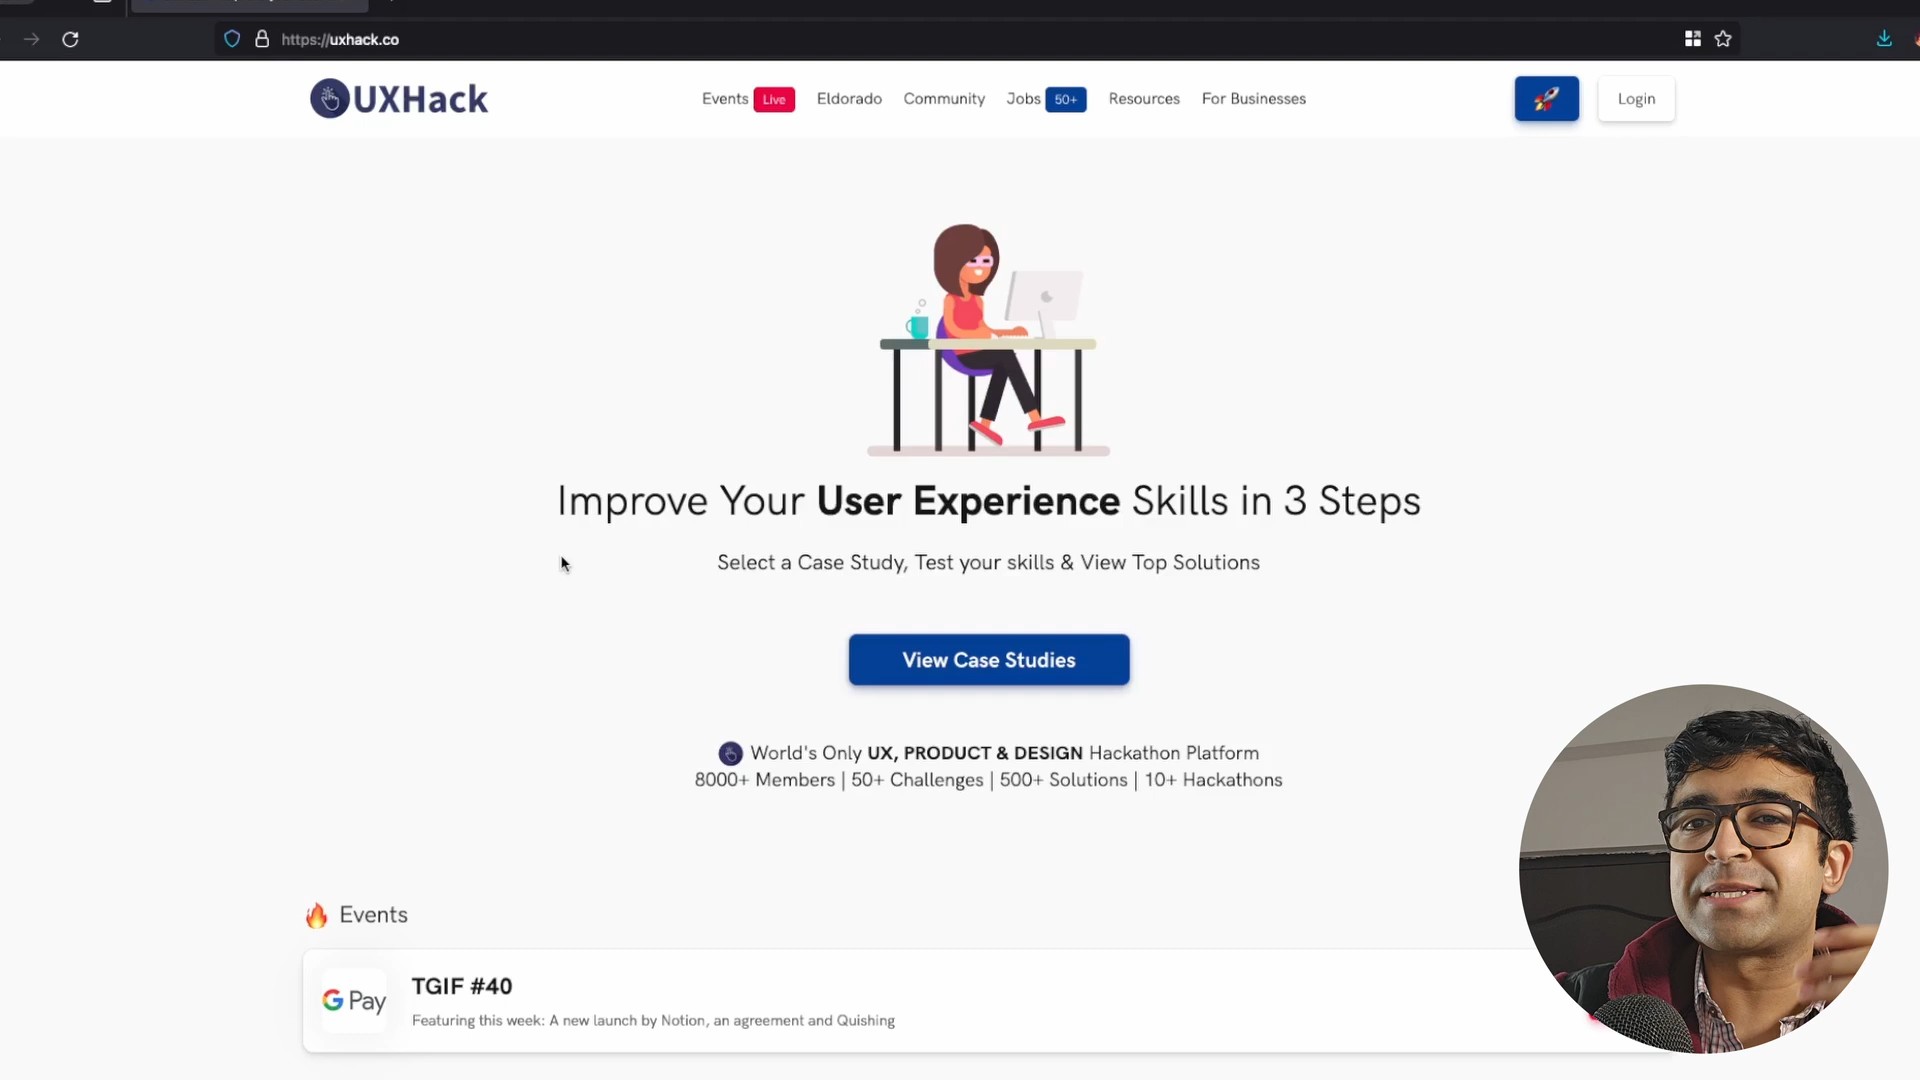 https://uxhack.co
UXHack
Events Live Eldorado Community Jobs 50+ Resources For Businesses
Login
Improve Your User Experience Skills in 3 Steps
Select a Case Study, Test your skills & View Top Solutions
View Case Studies
World's Only UX, PRODUCT & DESIGN Hackathon Platform
8000+ Members | 50+ Challenges | 500+ Solutions | 10+ Hackathons
Events
G Pay
TGIF #40
Featuring this week: A new launch by Notion, an agreement and Quishing